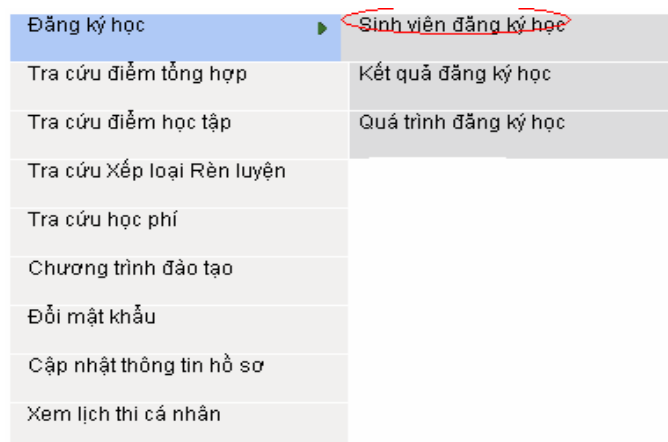 Đăng ký học
Sinh viên đăng ký học
Tra cứu điểm tổng hợp
Kết quả đăng ký học
Tra cứu điểm học tập
Quá trình đăng ký học
Tra cứu Xếp loại Rèn luyện
Tra cứu học phí
Chương trình đào tạo
Đổi mật khẩu
Cập nhật thông tin hồ sơ
Xem lịch thi cá nhân